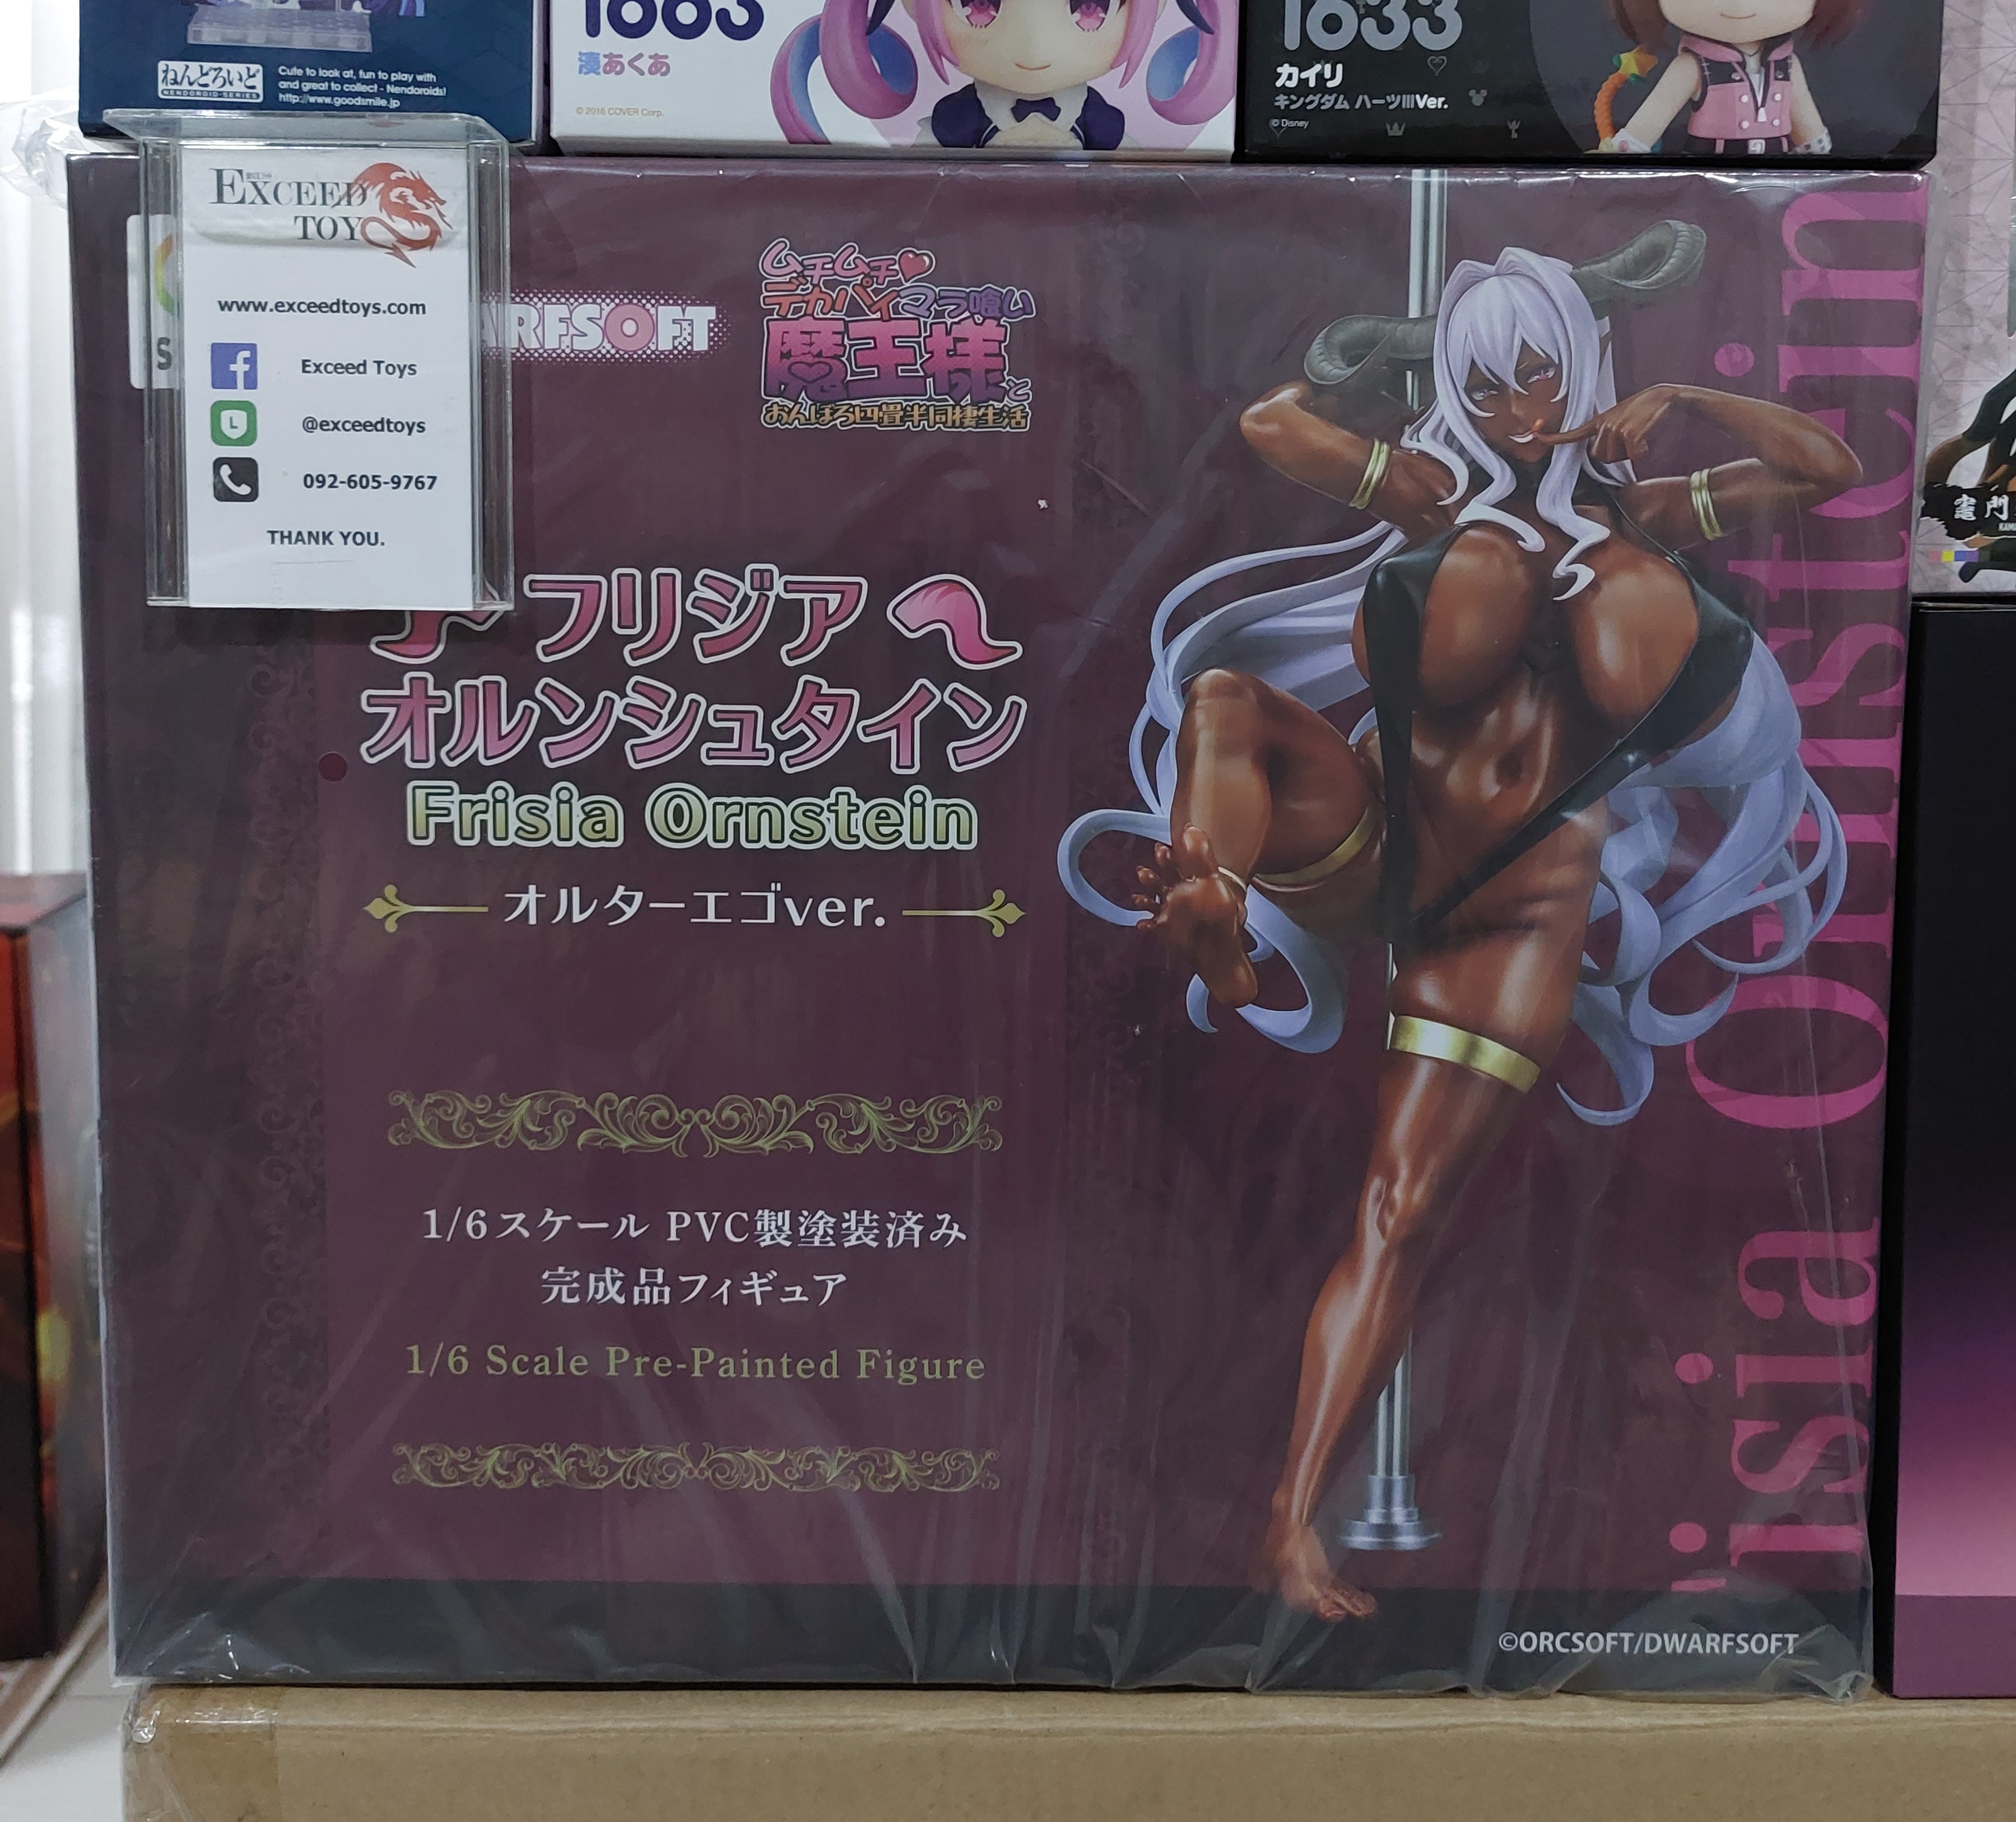 1663
湊あくあ
© 2016 COVER Corp.
1633
カイリ
キングダム ハーツIII Ver.
© Disney
ねんどろいど
NENDOROID-SERIES
Cute to look at, fun to play with
and great to collect - Nendoroids!
http://www.goodsmile.jp
EXCEED
TOY
www.exceedtoys.com
Exceed Toys
@exceedtoys
092-605-9767
THANK YOU.
S
ARFSOFT
ムチムチ♥
デカパイマラ喰い
魔王様と
おんぼろ四畳半同棲生活
フリジア
オルンシュタイン
Frisia Ornstein
オルターエゴver.
1/6スケール PVC製塗装済み
完成品フィギュア
1/6 Scale Pre-Painted Figure
isia Ornstein
©ORCSOFT/DWARFSOFT
竈門